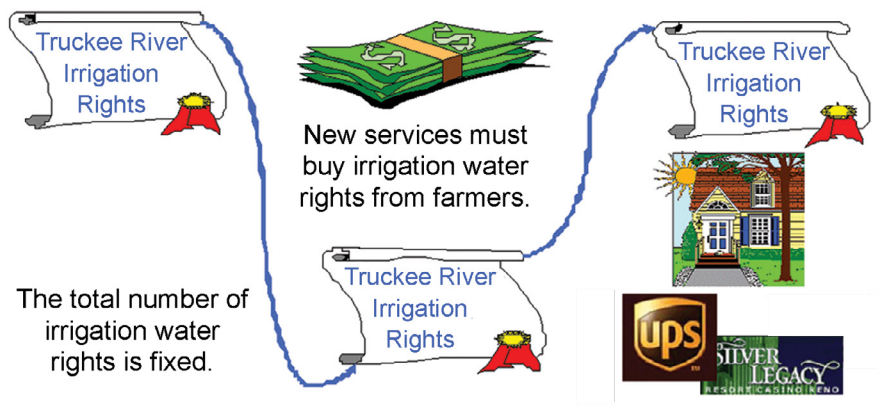 Truckee River
Irrigation
Rights
New services must
buy irrigation water
rights from farmers.
Truckee River
Irrigation
Rights
The total number of
irrigation water
rights is fixed.
Truckee River
Irrigation
Rights
ups
SILVER
LEGACY
RESORT CASINO RENO